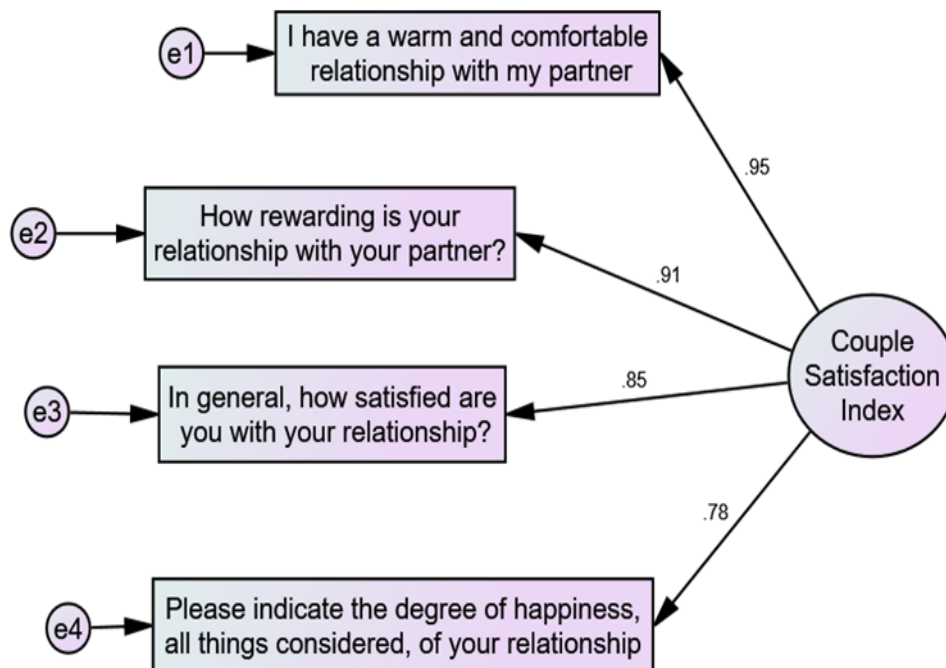 e1
I have a warm and comfortable
relationship with my partner
.95
e2
How rewarding is your
relationship with your partner?
.91
Couple
Satisfaction
Index
e3
In general, how satisfied are
you with your relationship?
.85
.78
e4
Please indicate the degree of happiness,
all things considered, of your relationship